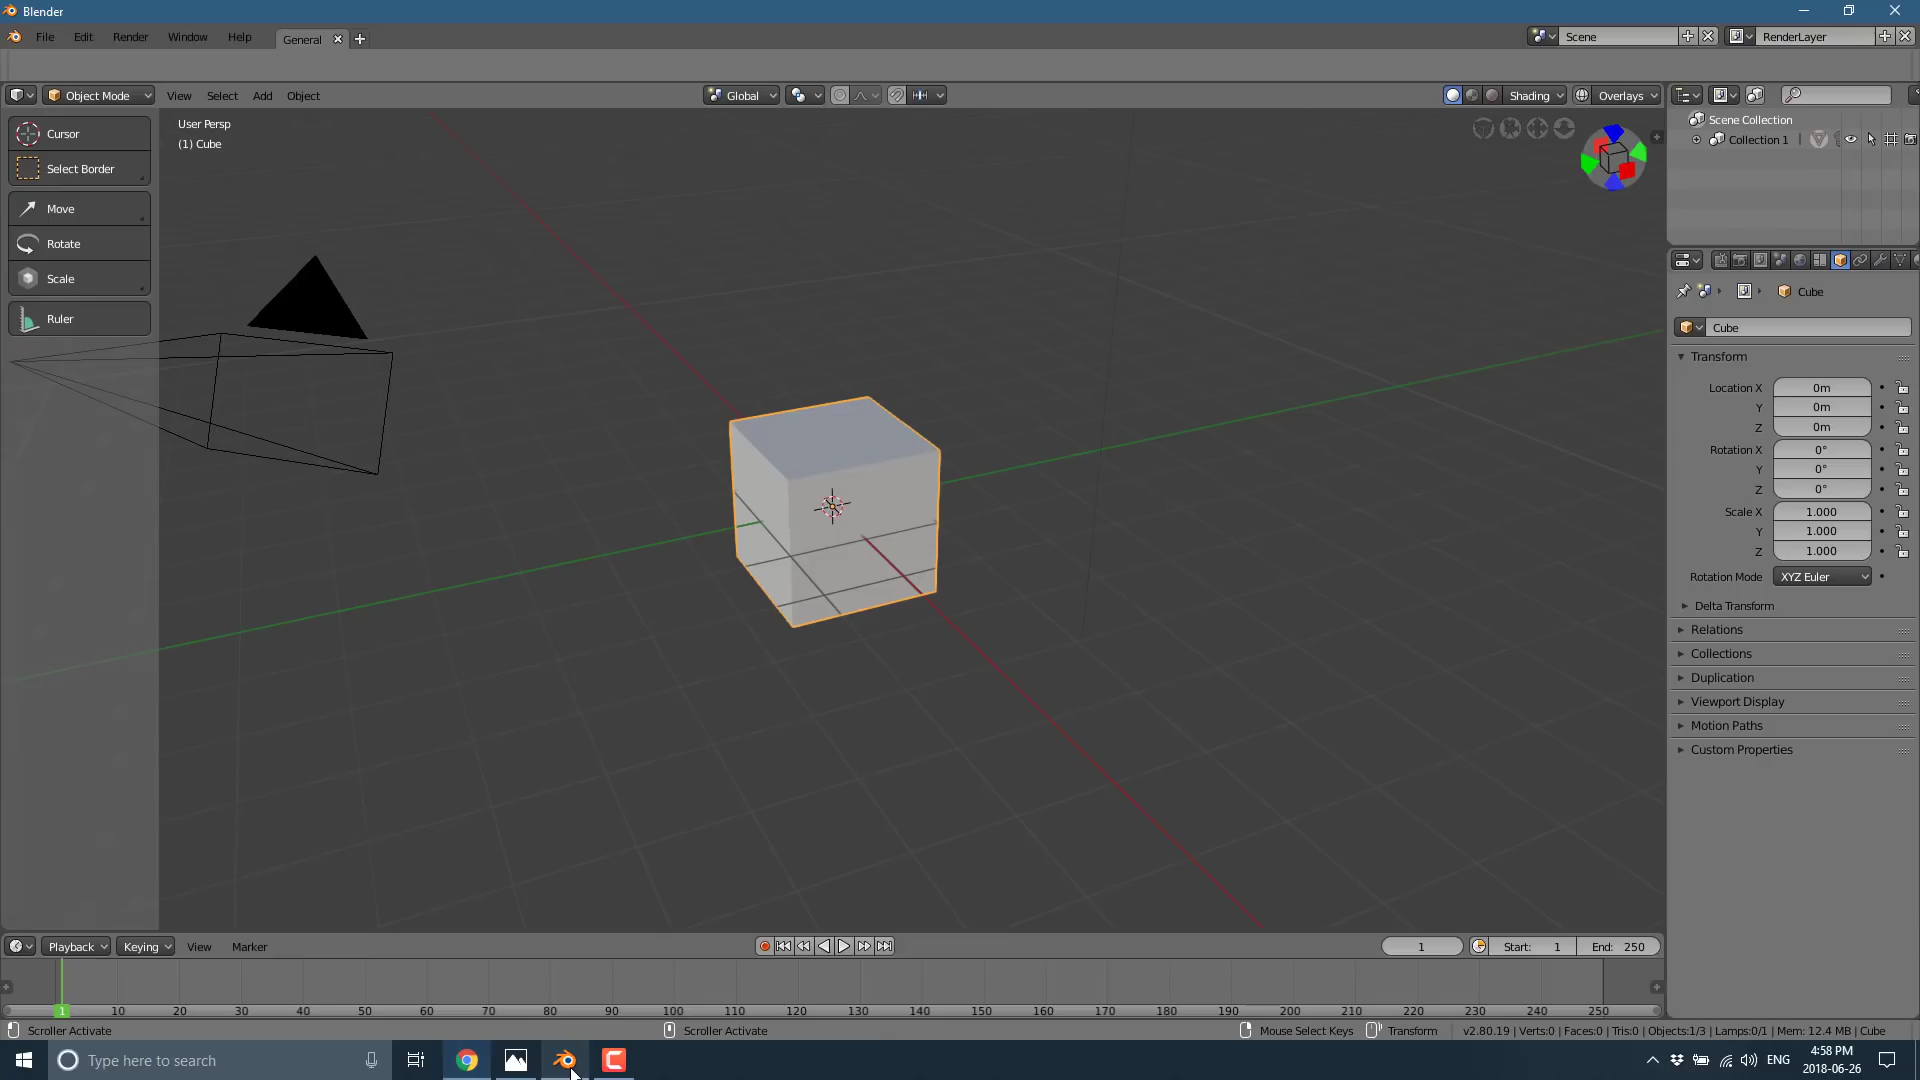 Blender
File Edit Render Window Help General
Scene RenderLayer
Object Mode View Select Add Object Global Shading Overlays
Cursor
Select Border
Move
Rotate
Scale
Ruler
User Persp
(1) Cube
Scene Collection
Collection 1
Cube
Cube
Transform
Location X 0m
Y 0m
Z 0m
Rotation X 0°
Y 0°
Z 0°
Scale X 1.000
Y 1.000
Z 1.000
Rotation Mode XYZ Euler
Delta Transform
Relations
Collections
Duplication
Viewport Display
Motion Paths
Custom Properties
Playback Keying View Marker 1 Start: 1 End: 250
1 10 20 30 40 50 60 70 80 90 100 110 120 130 140 150 160 170 180 190 200 210 220 230 240 250
Scroller Activate Scroller Activate Mouse Select Keys Transform v2.80.19 | Verts:0 | Faces:0 | Tris:0 | Objects:1/3 | Lamps:0/1 | Mem: 12.4 MB | Cube
Type here to search ENG 4:58 PM
2018-06-26